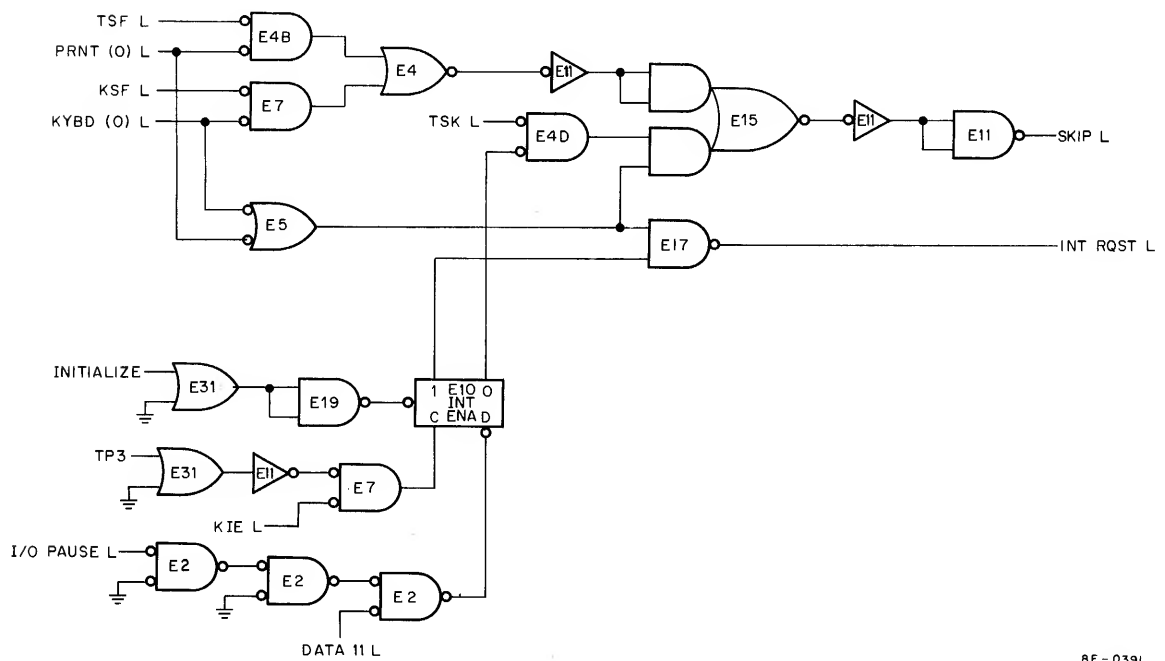 TSF L
PRNT (0) L
E4B
KSF L
KYBD (0) L
E7
E4
E11
TSK L
E4D
E15
E11
E11
SKIP L
E5
E17
INT RQST L
INITIALIZE
E31
E19
1 E10 0
INT
C ENA D
TP3
E31
E11
E7
KIE L
I/O PAUSE L
E2
E2
E2
DATA 11 L
8E-0391